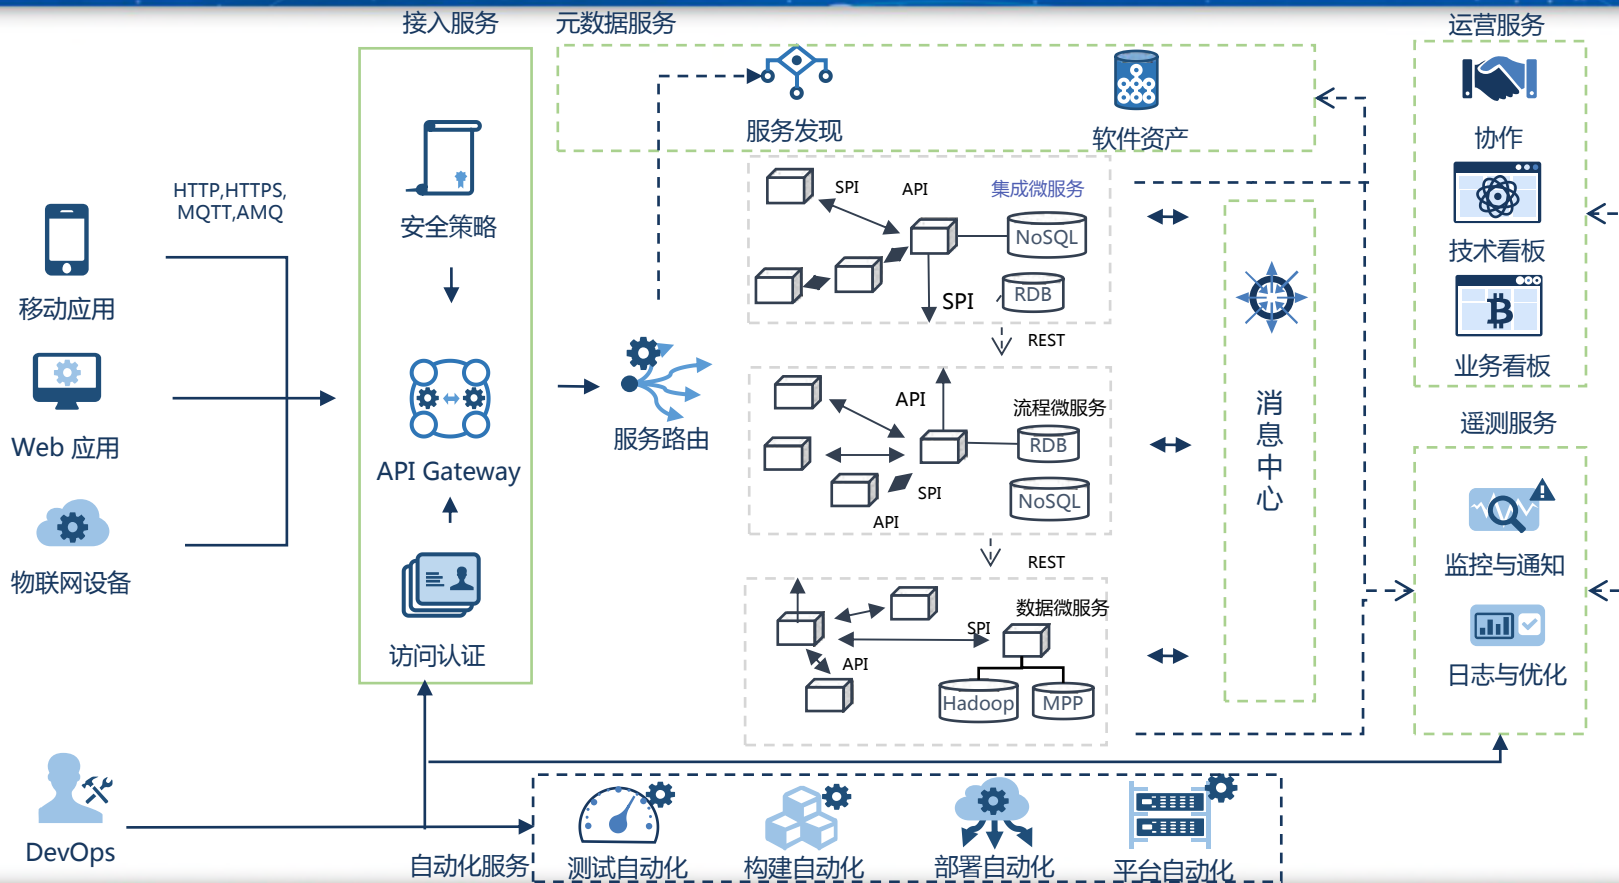 接入服务
元数据服务
运营服务
服务发现
软件资产
协作
HTTP,HTTPS,
MQTT,AMQ
安全策略
SPI
API
集成微服务
NoSQL
RDB
SPI
REST
技术看板
业务看板
移动应用
Web 应用
物联网设备
API Gateway
访问认证
服务路由
API
流程微服务
RDB
SPI
NoSQL
API
REST
消
息
中
心
遥测服务
监控与通知
日志与优化
数据微服务
SPI
API
Hadoop
MPP
DevOps
自动化服务
测试自动化
构建自动化
部署自动化
平台自动化